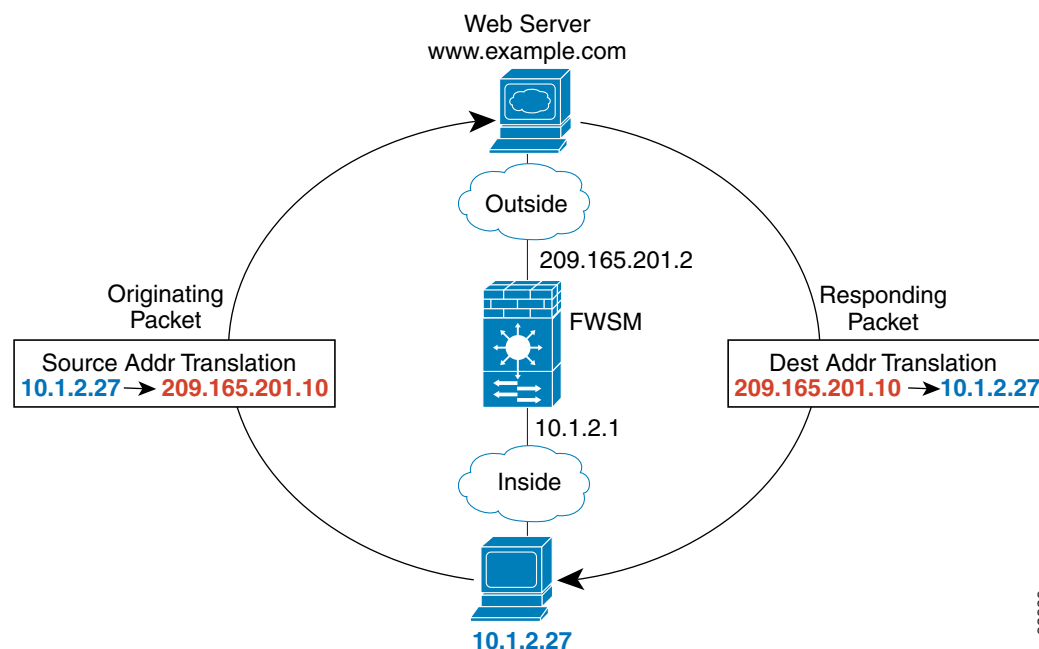 Web Server
www.example.com
Outside
209.165.201.2
Originating
Packet
Responding
Packet
FWSM
Source Addr Translation
10.1.2.27 → 209.165.201.10
Dest Addr Translation
209.165.201.10 → 10.1.2.27
10.1.2.1
Inside
10.1.2.27